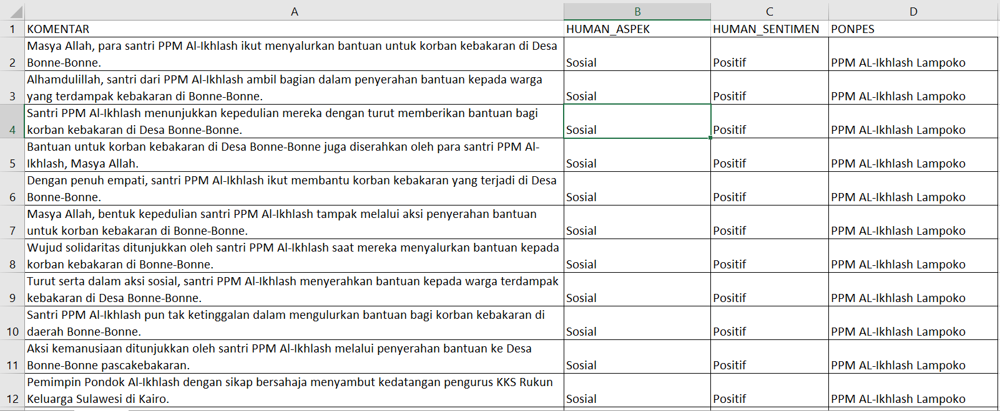 A B C D
1 KOMENTAR HUMAN_ASPEK HUMAN_SENTIMEN PONPES
Masya Allah, para santri PPM Al-Ikhlash ikut menyalurkan bantuan untuk korban kebakaran di Desa
2 Bonne-Bonne. Sosial Positif PPM AL-Ikhlash Lampoko
Alhamdulillah, santri dari PPM Al-Ikhlash ambil bagian dalam penyerahan bantuan kepada warga
3 yang terdampak kebakaran di Bonne-Bonne. Sosial Positif PPM AL-Ikhlash Lampoko
Santri PPM Al-Ikhlash menunjukkan kepedulian mereka dengan turut memberikan bantuan bagi
4 korban kebakaran di Desa Bonne-Bonne. Sosial Positif PPM AL-Ikhlash Lampoko
Bantuan untuk korban kebakaran di Desa Bonne-Bonne juga diserahkan oleh para santri PPM Al-
5 Ikhlash, Masya Allah. Sosial Positif PPM AL-Ikhlash Lampoko
Dengan penuh empati, santri PPM Al-Ikhlash ikut membantu korban kebakaran yang terjadi di Desa
6 Bonne-Bonne. Sosial Positif PPM AL-Ikhlash Lampoko
Masya Allah, bentuk kepedulian santri PPM Al-Ikhlash tampak melalui aksi penyerahan bantuan
7 untuk korban kebakaran di Bonne-Bonne. Sosial Positif PPM AL-Ikhlash Lampoko
Wujud solidaritas ditunjukkan oleh santri PPM Al-Ikhlash saat mereka menyalurkan bantuan kepada
8 korban kebakaran di Bonne-Bonne. Sosial Positif PPM AL-Ikhlash Lampoko
Turut serta dalam aksi sosial, santri PPM Al-Ikhlash menyerahkan bantuan kepada warga terdampak
9 kebakaran di Desa Bonne-Bonne. Sosial Positif PPM AL-Ikhlash Lampoko
Santri PPM Al-Ikhlash pun tak ketinggalan dalam mengulurkan bantuan bagi korban kebakaran di
10 daerah Bonne-Bonne. Sosial Positif PPM AL-Ikhlash Lampoko
Aksi kemanusiaan ditunjukkan oleh santri PPM Al-Ikhlash melalui penyerahan bantuan ke Desa
11 Bonne-Bonne pascakebakaran. Sosial Positif PPM AL-Ikhlash Lampoko
Pemimpin Pondok Al-Ikhlash dengan sikap bersahaja menyambut kedatangan pengurus KKS Rukun
12 Keluarga Sulawesi di Kairo. Sosial Positif PPM AL-Ikhlash Lampoko